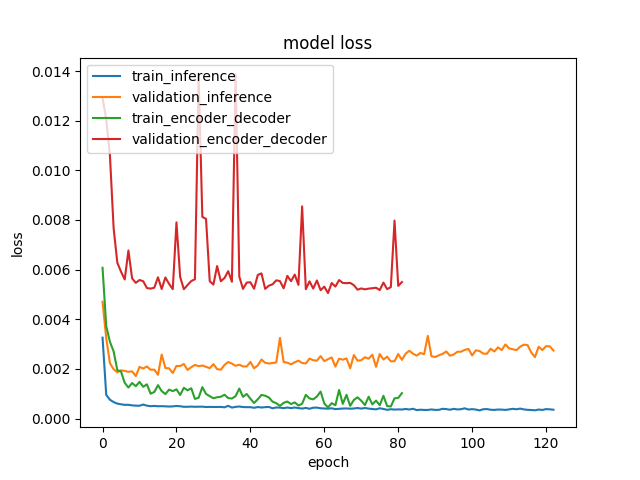 model loss
train_inference
validation_inference
train_encoder_decoder
validation_encoder_decoder
0.014
0.012
0.010
0.008
0.006
0.004
0.002
0.000
loss
0 20 40 60 80 100 120
epoch